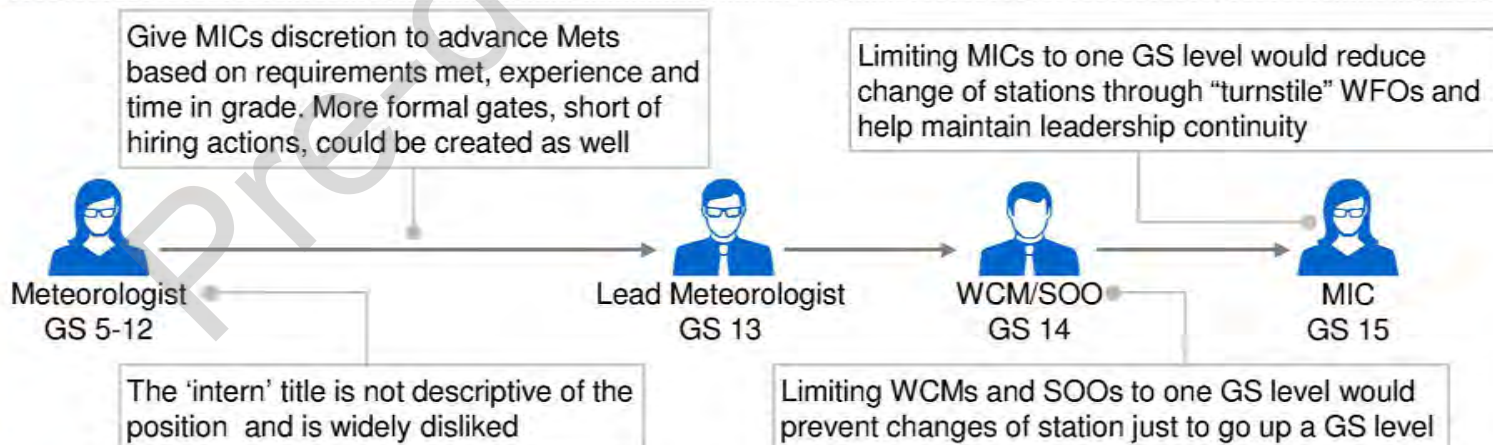 Give MICs discretion to advance Mets
based on requirements met, experience and
time in grade. More formal gates, short of
hiring actions, could be created as well
Limiting MICs to one GS level would reduce
change of stations through “turnstile” WFOs and
help maintain leadership continuity
Meteorologist
GS 5-12
Lead Meteorologist
GS 13
WCM/SOO
GS 14
MIC
GS 15
The ‘intern’ title is not descriptive of the
position and is widely disliked
Limiting WCMs and SOOs to one GS level would
prevent changes of station just to go up a GS level
Pre-d